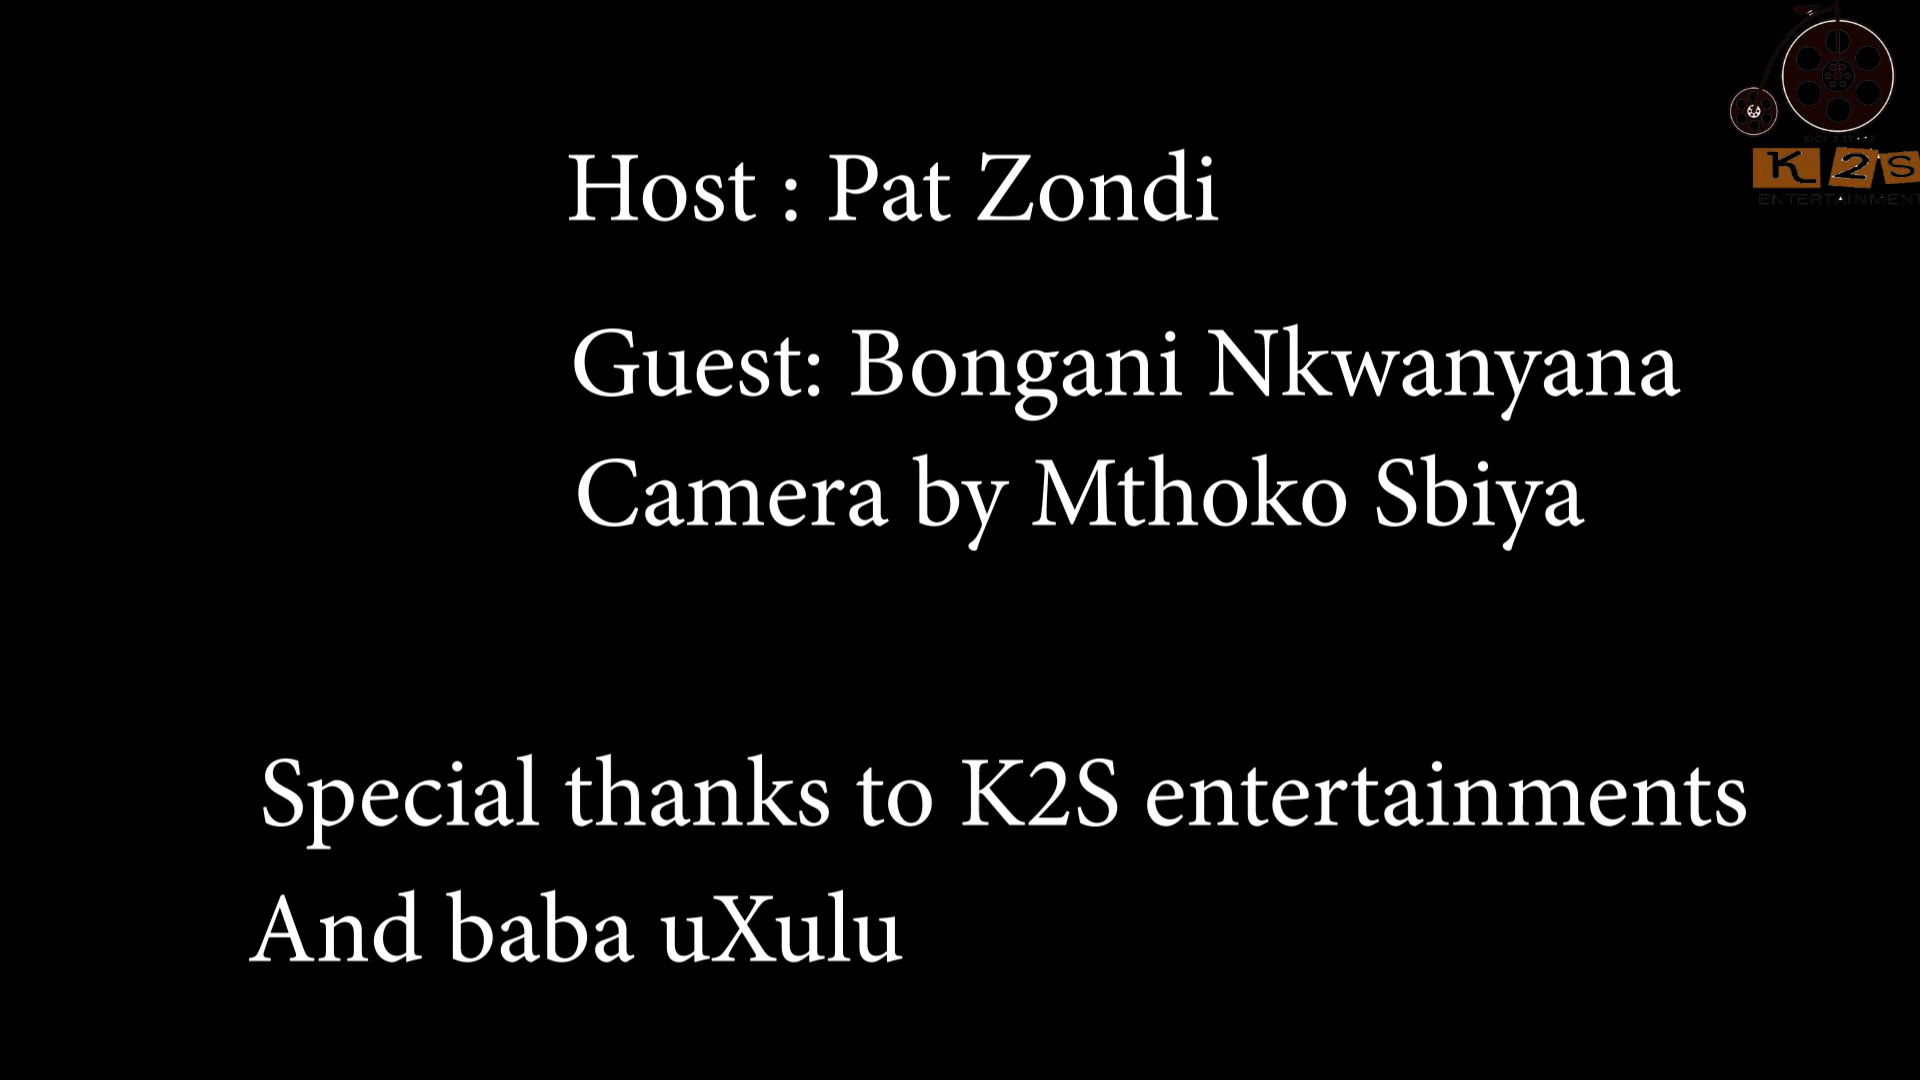 Host : Pat Zondi
Guest: Bongani Nkwanyana
Camera by Mthoko Sbiya
Special thanks to K2S entertainments
And baba uXulu
K2S
ENTERTAINMENT